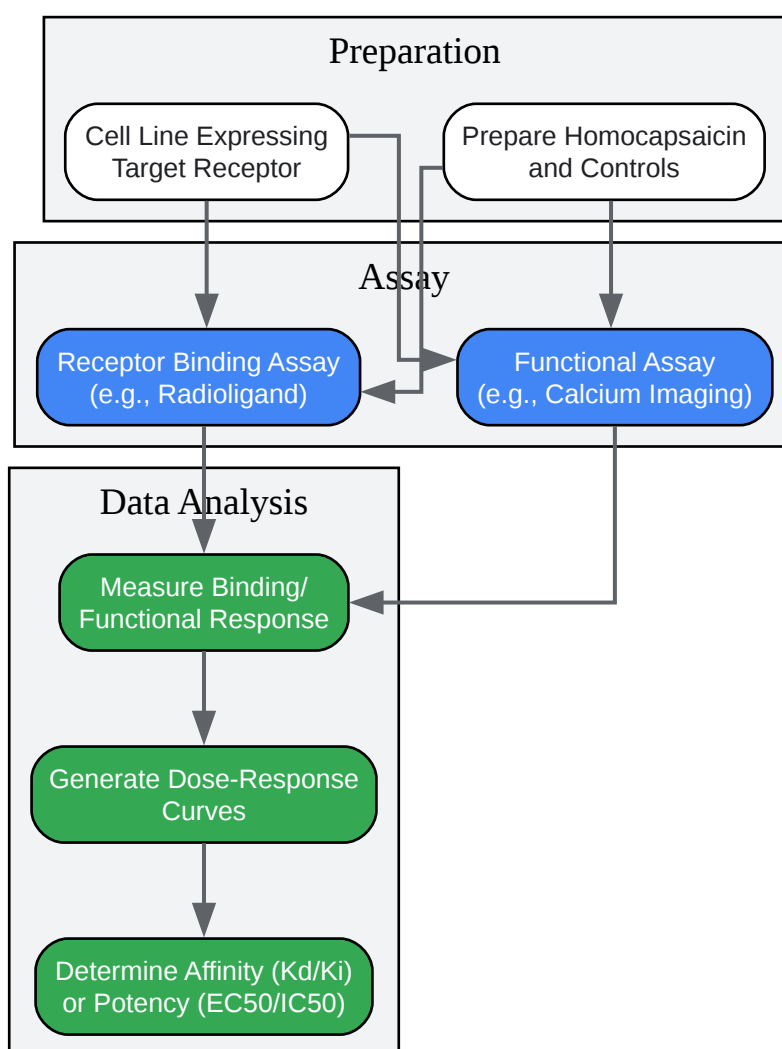 Preparation
Cell Line Expressing
Target Receptor
Prepare Homocapsaicin
and Controls
Assay
Receptor Binding Assay
(e.g., Radioligand)
Functional Assay
(e.g., Calcium Imaging)
Data Analysis
Measure Binding/
Functional Response
Generate Dose-Response
Curves
Determine Affinity (Kd/Ki)
or Potency (EC50/IC50)